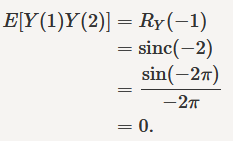 E[Y(1)Y(2)] = R_Y(−1)
= sinc(−2)
= sin(−2π) / −2π
= 0.